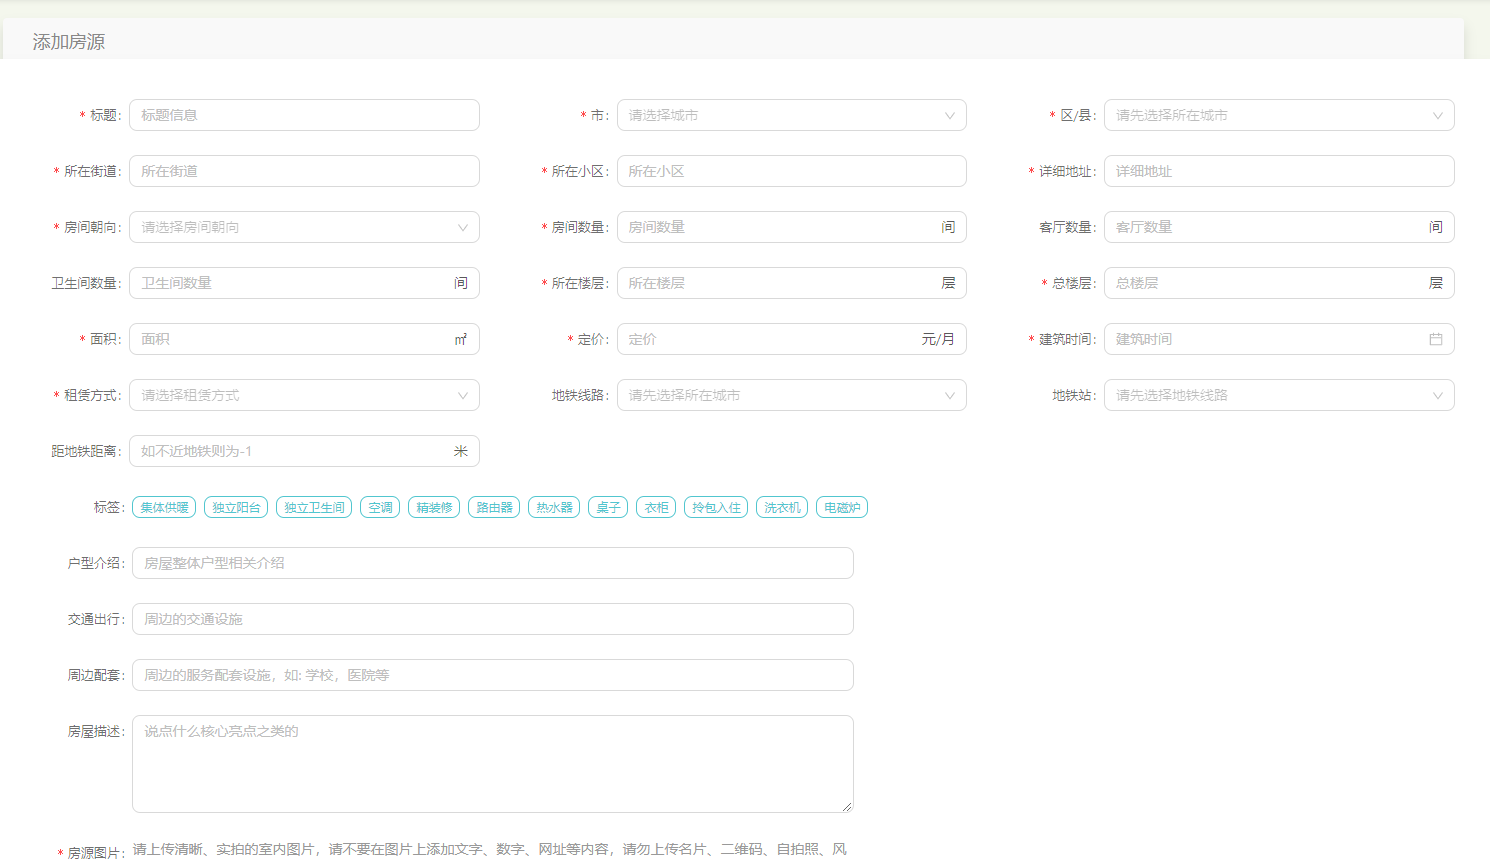 添加房源
* 标题: 标题信息 * 市: 请选择城市 * 区/县: 请先选择所在城市
* 所在街道: 所在街道 * 所在小区: 所在小区 * 详细地址: 详细地址
* 房间朝向: 请选择房间朝向 * 房间数量: 房间数量 间 客厅数量: 客厅数量 间
卫生间数量: 卫生间数量 间 * 所在楼层: 所在楼层 层 * 总楼层: 总楼层 层
* 面积: 面积 ㎡ * 定价: 定价 元/月 * 建筑时间: 建筑时间
* 租赁方式: 请选择租赁方式 地铁线路: 请先选择所在城市 地铁站: 请先选择地铁线路
距地铁距离: 如不近地铁则为-1 米
标签: 集体供暖 独立阳台 独立卫生间 空调 精装修 路由器 热水器 桌子 衣柜 拎包入住 洗衣机 电磁炉
户型介绍: 房屋整体户型相关介绍
交通出行: 周边的交通设施
周边配套: 周边的服务配套设施，如: 学校，医院等
房屋描述: 说点什么核心亮点之类的
* 房源图片: 请上传清晰、实拍的室内图片，请不要在图片上添加文字、数字、网址等内容，请勿上传名片、二维码、自拍照、风